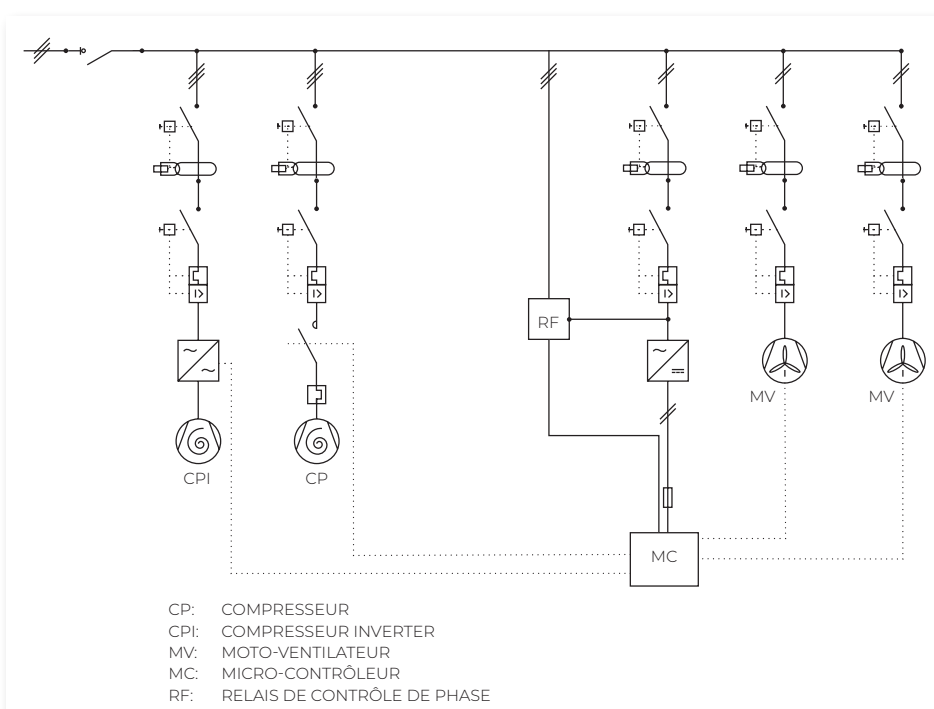 RF
MV
MV
CPI
CP
MC
CP: COMPRESSEUR
CPI: COMPRESSEUR INVERTER
MV: MOTO-VENTILATEUR
MC: MICRO-CONTRÔLEUR
RF: RELAIS DE CONTRÔLE DE PHASE